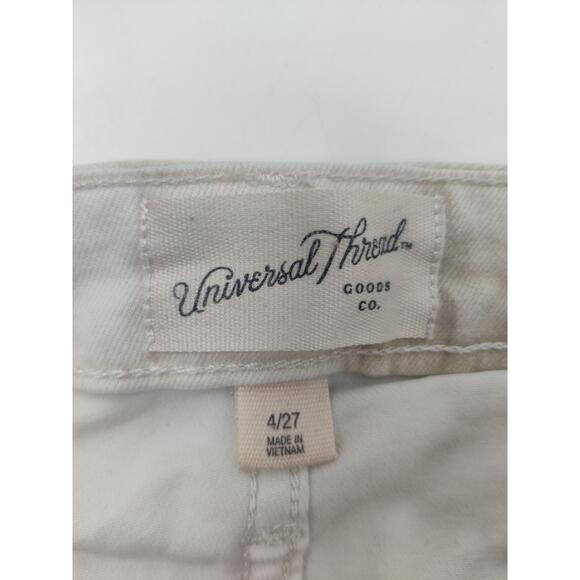 Universal Thread™
GOODS
CO.
4/27
MADE IN
VIETNAM